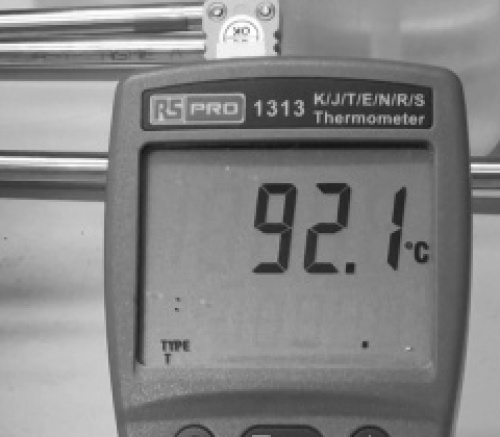 RS PRO 1313 K/J/T/E/N/R/S
Thermometer
92.1 °C
TYPE
T